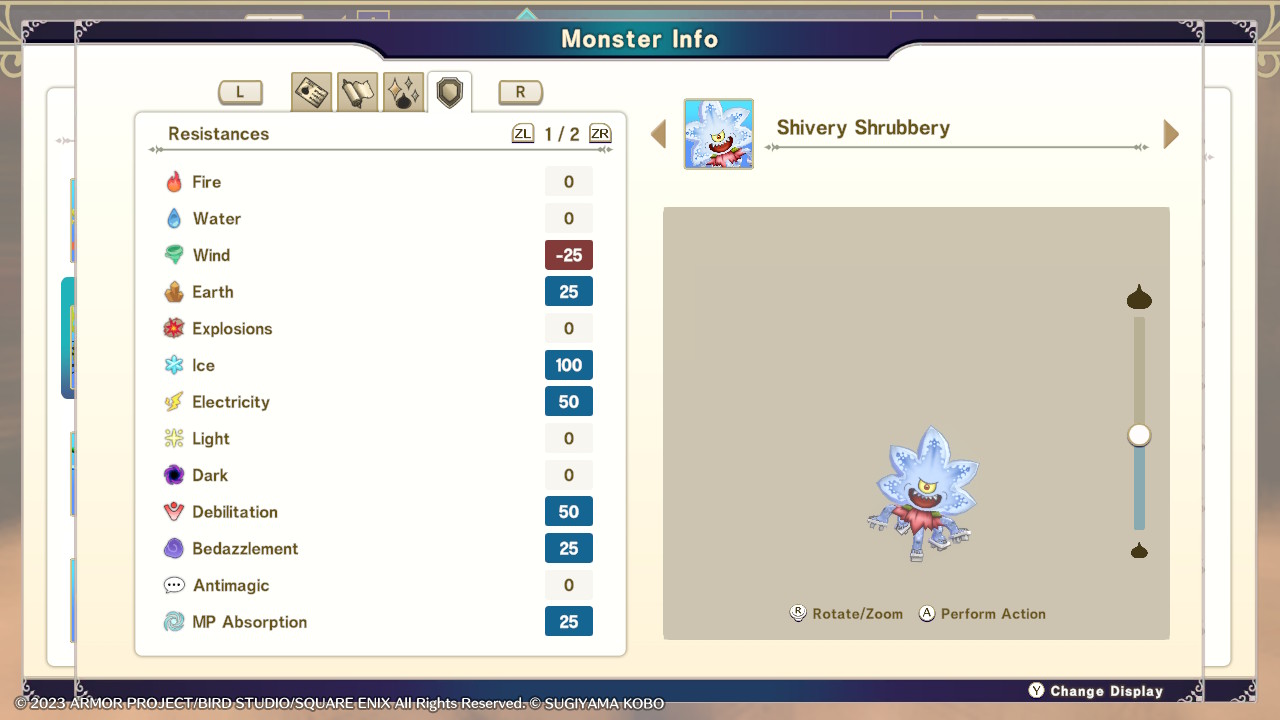 Monster Info
L
R
Resistances
ZL 1 / 2 ZR
Fire 0
Water 0
Wind -25
Earth 25
Explosions 0
Ice 100
Electricity 50
Light 0
Dark 0
Debilitation 50
Bedazzlement 25
Antimagic 0
MP Absorption 25
Shivery Shrubbery
R Rotate/Zoom A Perform Action
Y Change Display
© 2023 ARMOR PROJECT/BIRD STUDIO/SQUARE ENIX All Rights Reserved. © SUGIYAMA KOBO